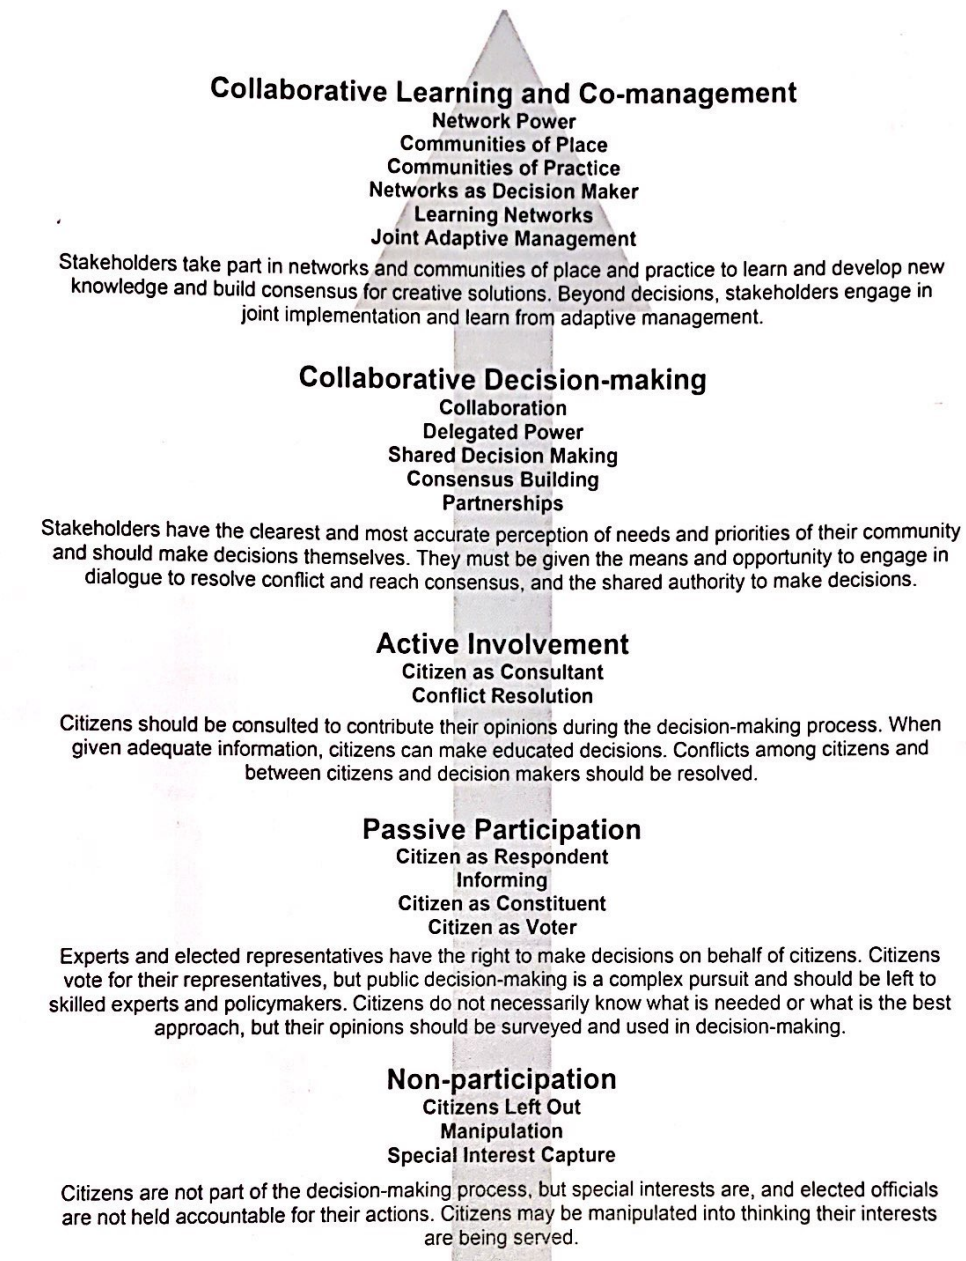 Collaborative Learning and Co-management
Network Power
Communities of Place
Communities of Practice
Networks as Decision Maker
Learning Networks
Joint Adaptive Management
Stakeholders take part in networks and communities of place and practice to learn and develop new
knowledge and build consensus for creative solutions. Beyond decisions, stakeholders engage in
joint implementation and learn from adaptive management.
Collaborative Decision-making
Collaboration
Delegated Power
Shared Decision Making
Consensus Building
Partnerships
Stakeholders have the clearest and most accurate perception of needs and priorities of their community
and should make decisions themselves. They must be given the means and opportunity to engage in
dialogue to resolve conflict and reach consensus, and the shared authority to make decisions.
Active Involvement
Citizen as Consultant
Conflict Resolution
Citizens should be consulted to contribute their opinions during the decision-making process. When
given adequate information, citizens can make educated decisions. Conflicts among citizens and
between citizens and decision makers should be resolved.
Passive Participation
Citizen as Respondent
Informing
Citizen as Constituent
Citizen as Voter
Experts and elected representatives have the right to make decisions on behalf of citizens. Citizens
vote for their representatives, but public decision-making is a complex pursuit and should be left to
skilled experts and policymakers. Citizens do not necessarily know what is needed or what is the best
approach, but their opinions should be surveyed and used in decision-making.
Non-participation
Citizens Left Out
Manipulation
Special Interest Capture
Citizens are not part of the decision-making process, but special interests are, and elected officials
are not held accountable for their actions. Citizens may be manipulated into thinking their interests
are being served.